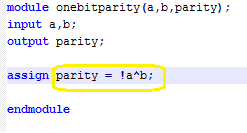 module onebitparity(a,b,parity);
input a,b;
output parity;
assign parity = !a^b;
endmodule